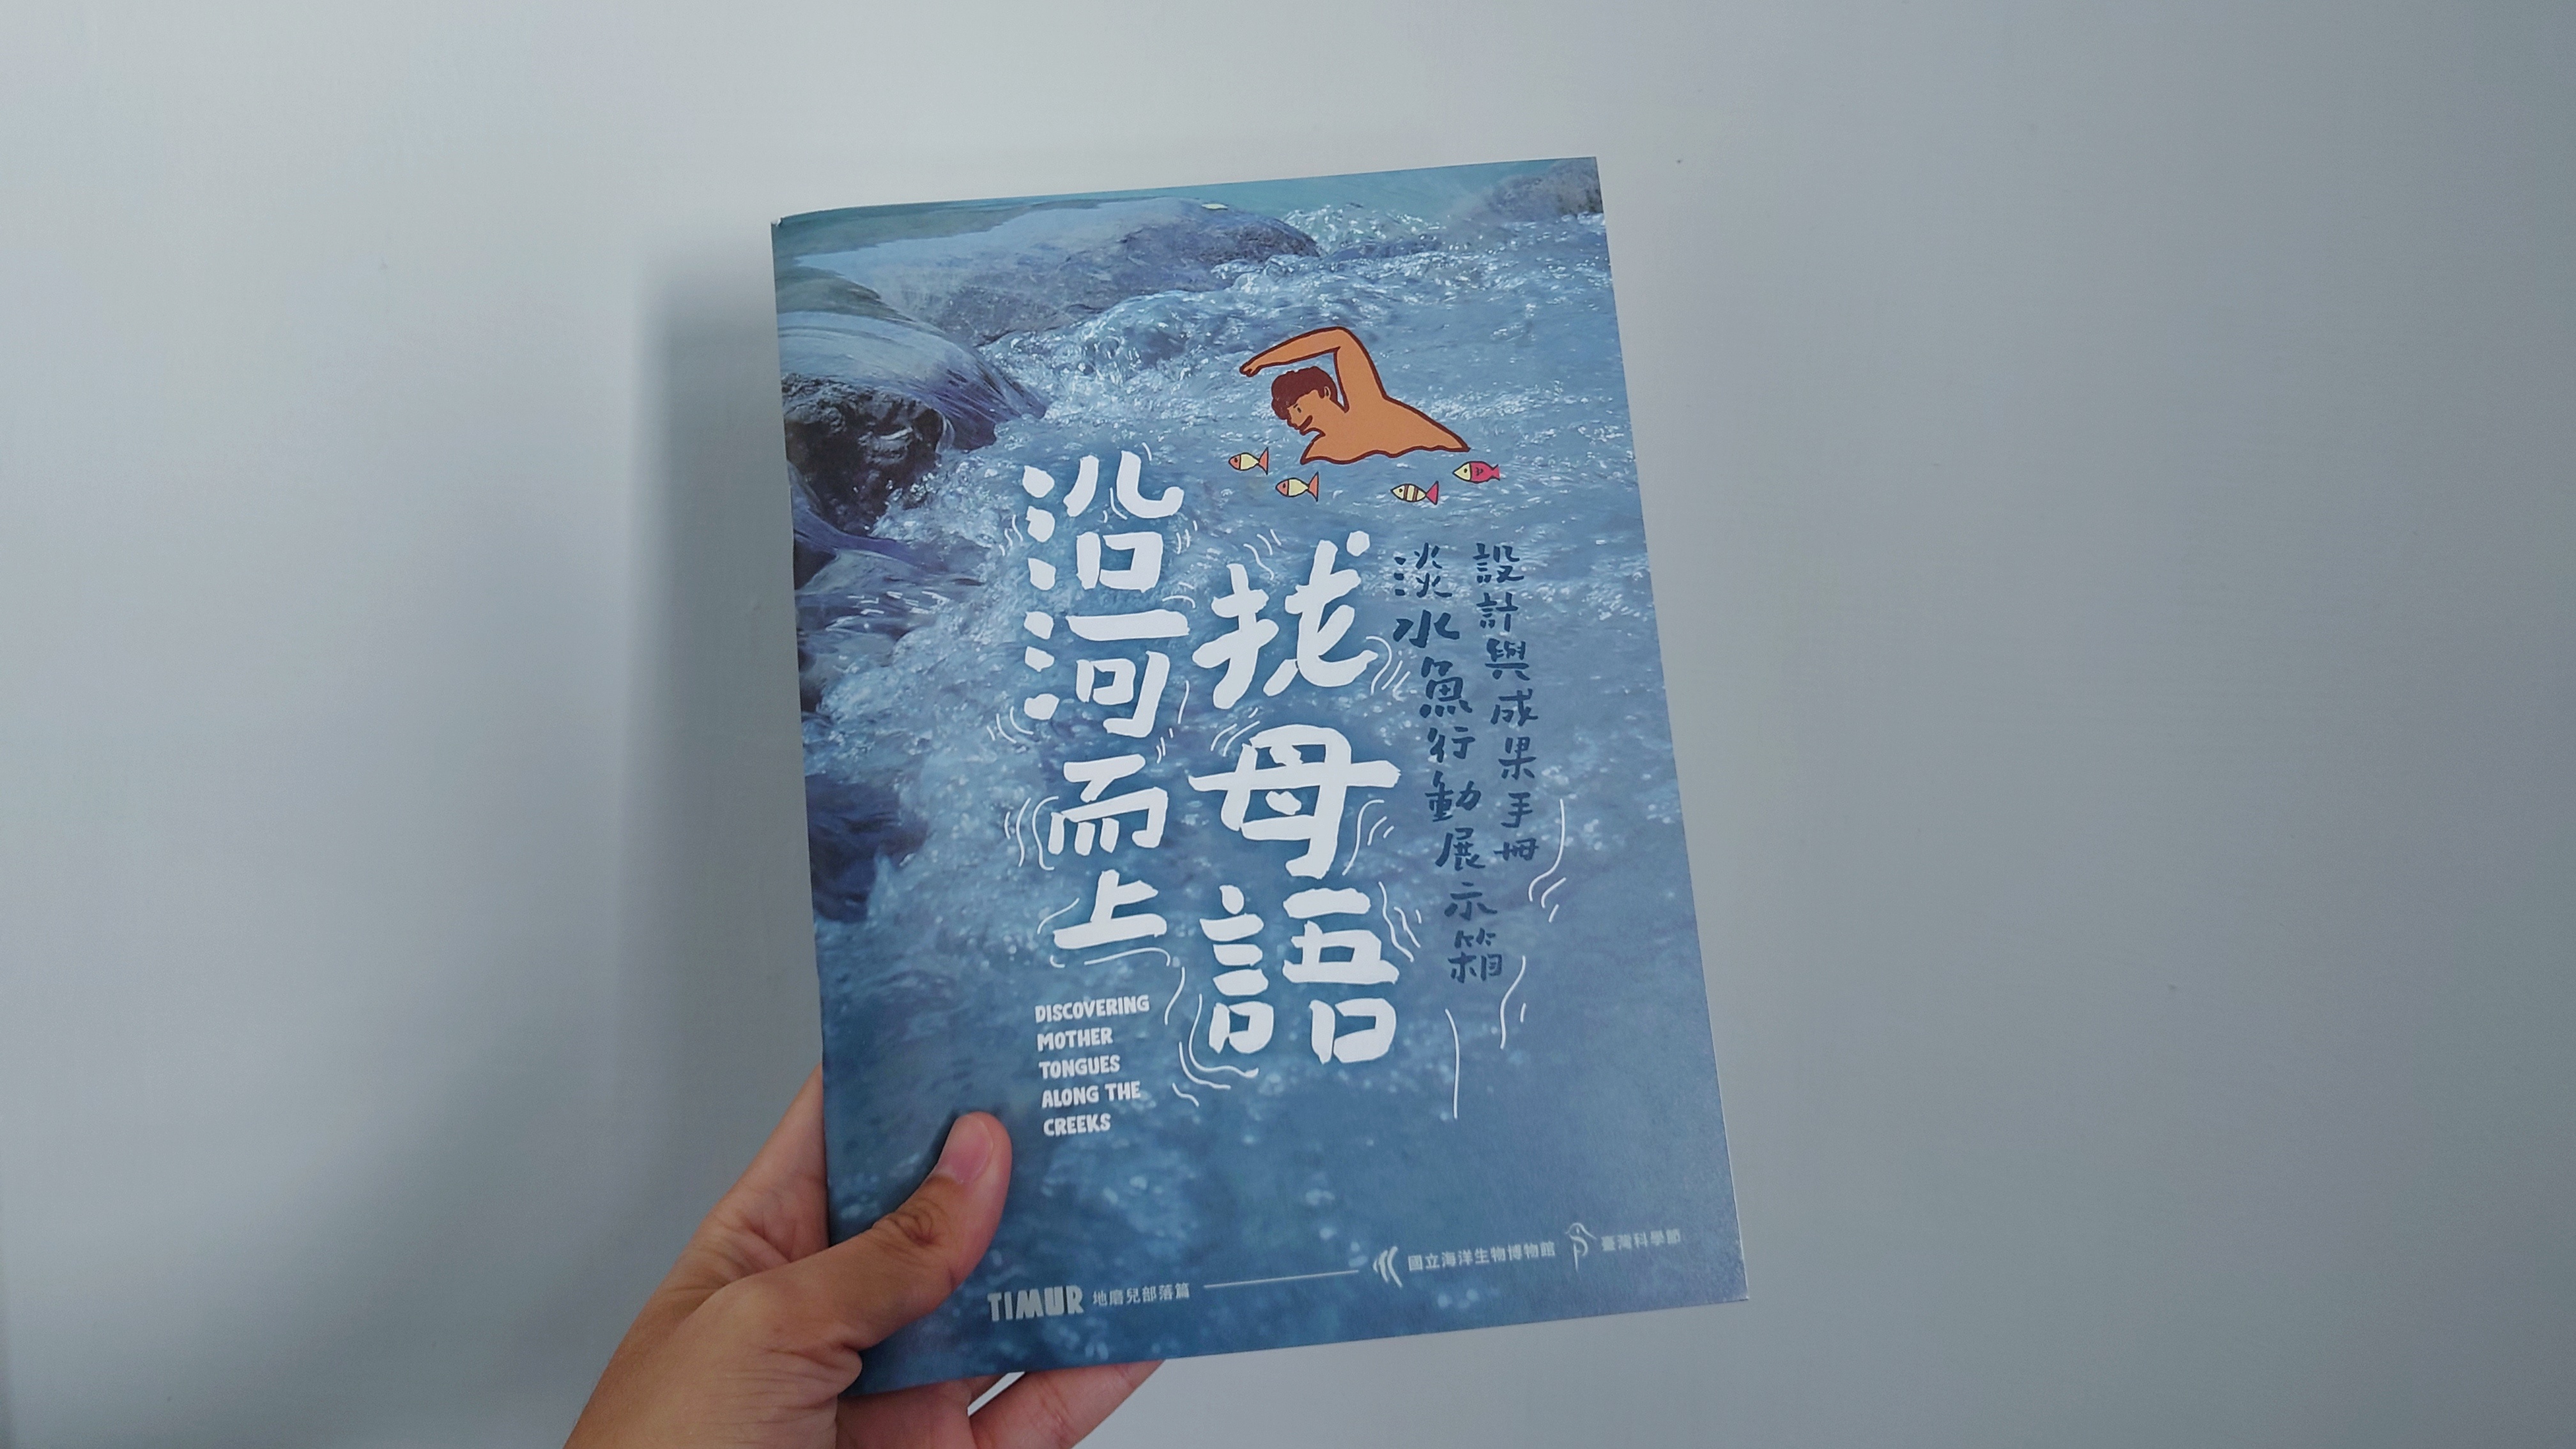 沿河而上
找母語
淡水魚行動展示箱
設計與成果手冊
DISCOVERING
MOTHER
TONGUES
ALONG THE
CREEKS
TIMUR 地磨兒部落篇
國立海洋生物博物館
臺灣科學節